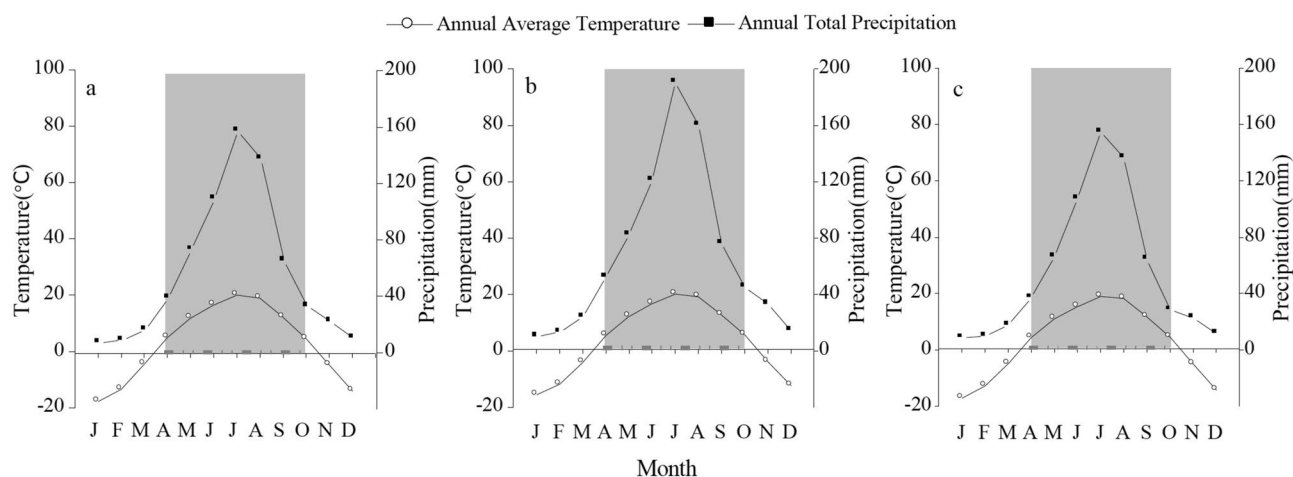 Annual Average Temperature Annual Total Precipitation
a
100
80
60
40
20
0
-20
Temperature(°C)
200
160
120
80
40
0
Precipitation(mm)
J F M A M J J A S O N D
b
100
80
60
40
20
0
-20
Temperature(°C)
200
160
120
80
40
0
Precipitation(mm)
J F M A M J J A S O N D
c
100
80
60
40
20
0
-20
Temperature(°C)
200
160
120
80
40
0
Precipitation(mm)
J F M A M J J A S O N D
Month